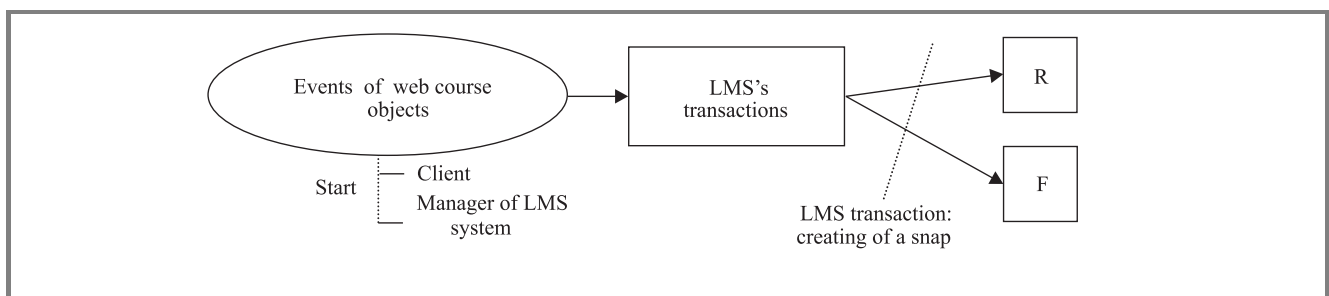 Events of web course
objects
LMS's
transactions
R
F
Start
Client
Manager of LMS
system
LMS transaction:
creating of a snap